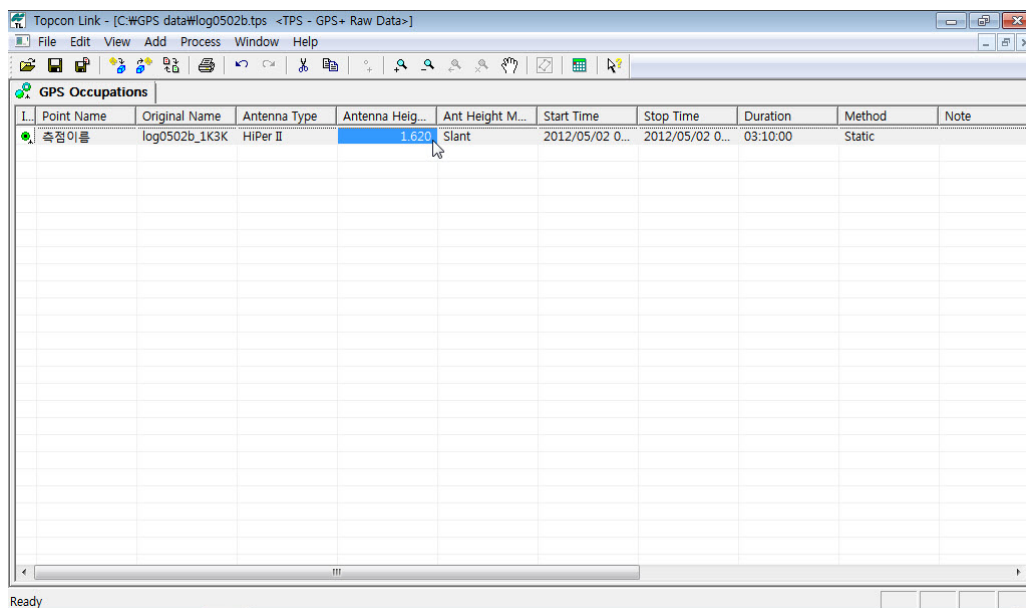 Topcon Link - [C:₩GPS data₩log0502b.tps <TPS - GPS+ Raw Data>]
File Edit View Add Process Window Help
GPS Occupations
I... Point Name Original Name Antenna Type Antenna Heig... Ant Height M... Start Time Stop Time Duration Method Note
측점이름 log0502b_1K3K HiPer II 1.620 Slant 2012/05/02 0... 2012/05/02 0... 03:10:00 Static
Ready